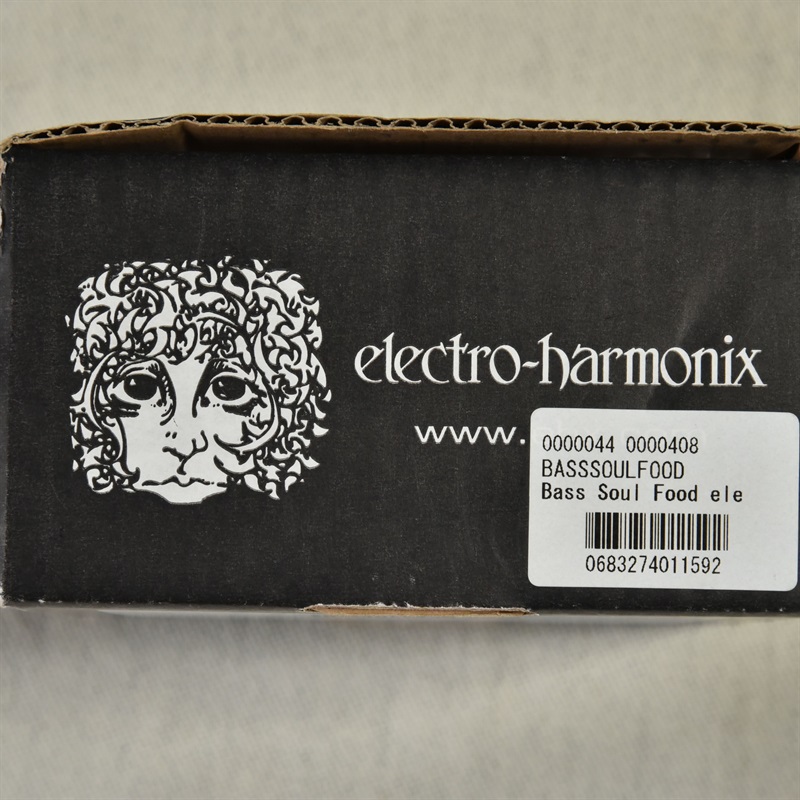 electro-harmonix
www.
0000044 0000408
BASSSOULFOOD
Bass Soul Food ele
0683274011592